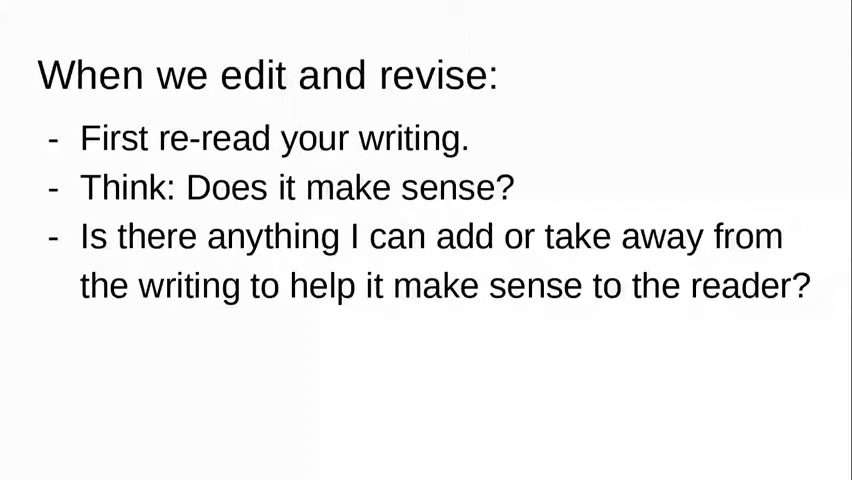 When we edit and revise:
- First re-read your writing.
- Think: Does it make sense?
- Is there anything I can add or take away from
the writing to help it make sense to the reader?